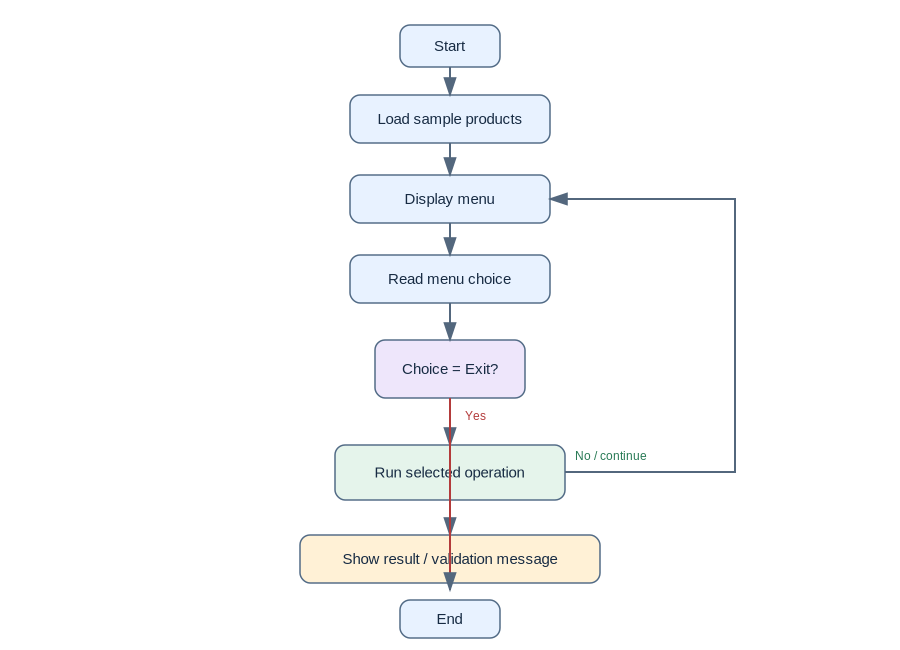 Start
Load sample products
Display menu
Read menu choice
Choice = Exit?
Yes
No / continue
Run selected operation
Show result / validation message
End